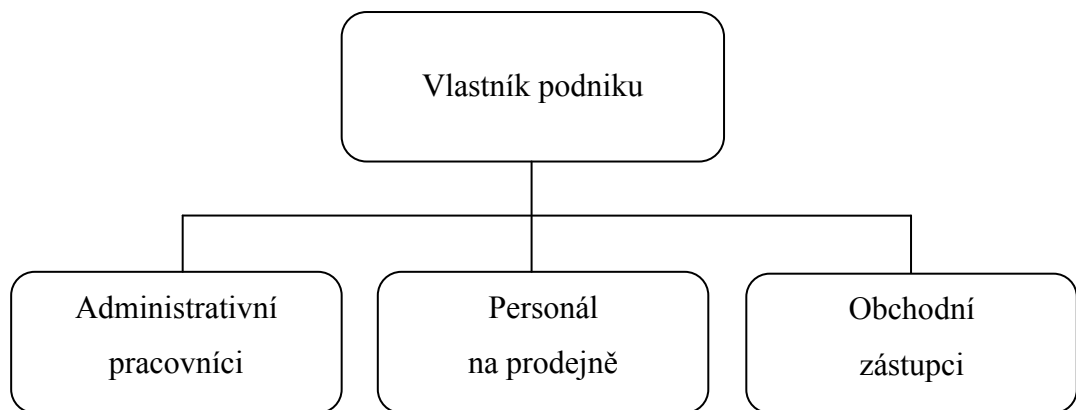 Vlastník podniku
Administrativní
pracovníci
Personál
na prodejně
Obchodní
zástupci